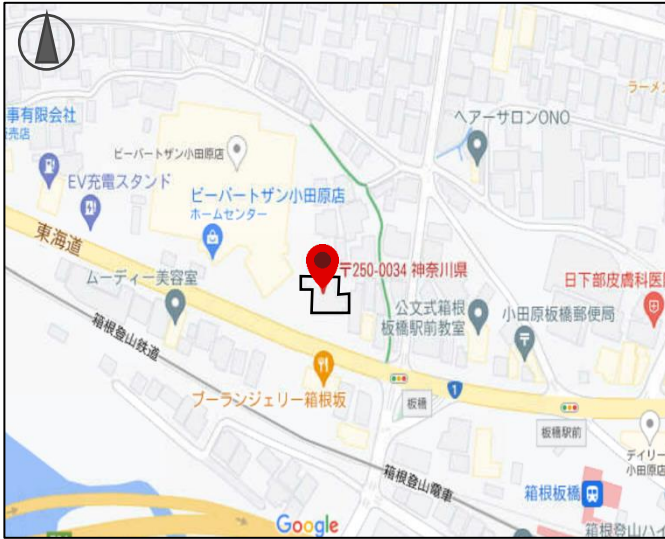 ラーメン
ヘアーサロンONO
事有限会社
売店
ビーバートザン小田原店
EV充電スタンド
ビーバートザン小田原店
ホームセンター
東海道
〒250-0034 神奈川県
ムーディー美容室
日下部皮膚科医
公文式箱根
板橋駅前教室
小田原板橋郵便局
箱根登山鉄道
ブーランジェリー箱根坂
1
板橋
板橋駅前
デイリー
小田原店
箱根登山電車
箱根板橋
Google
箱根登山ハイ